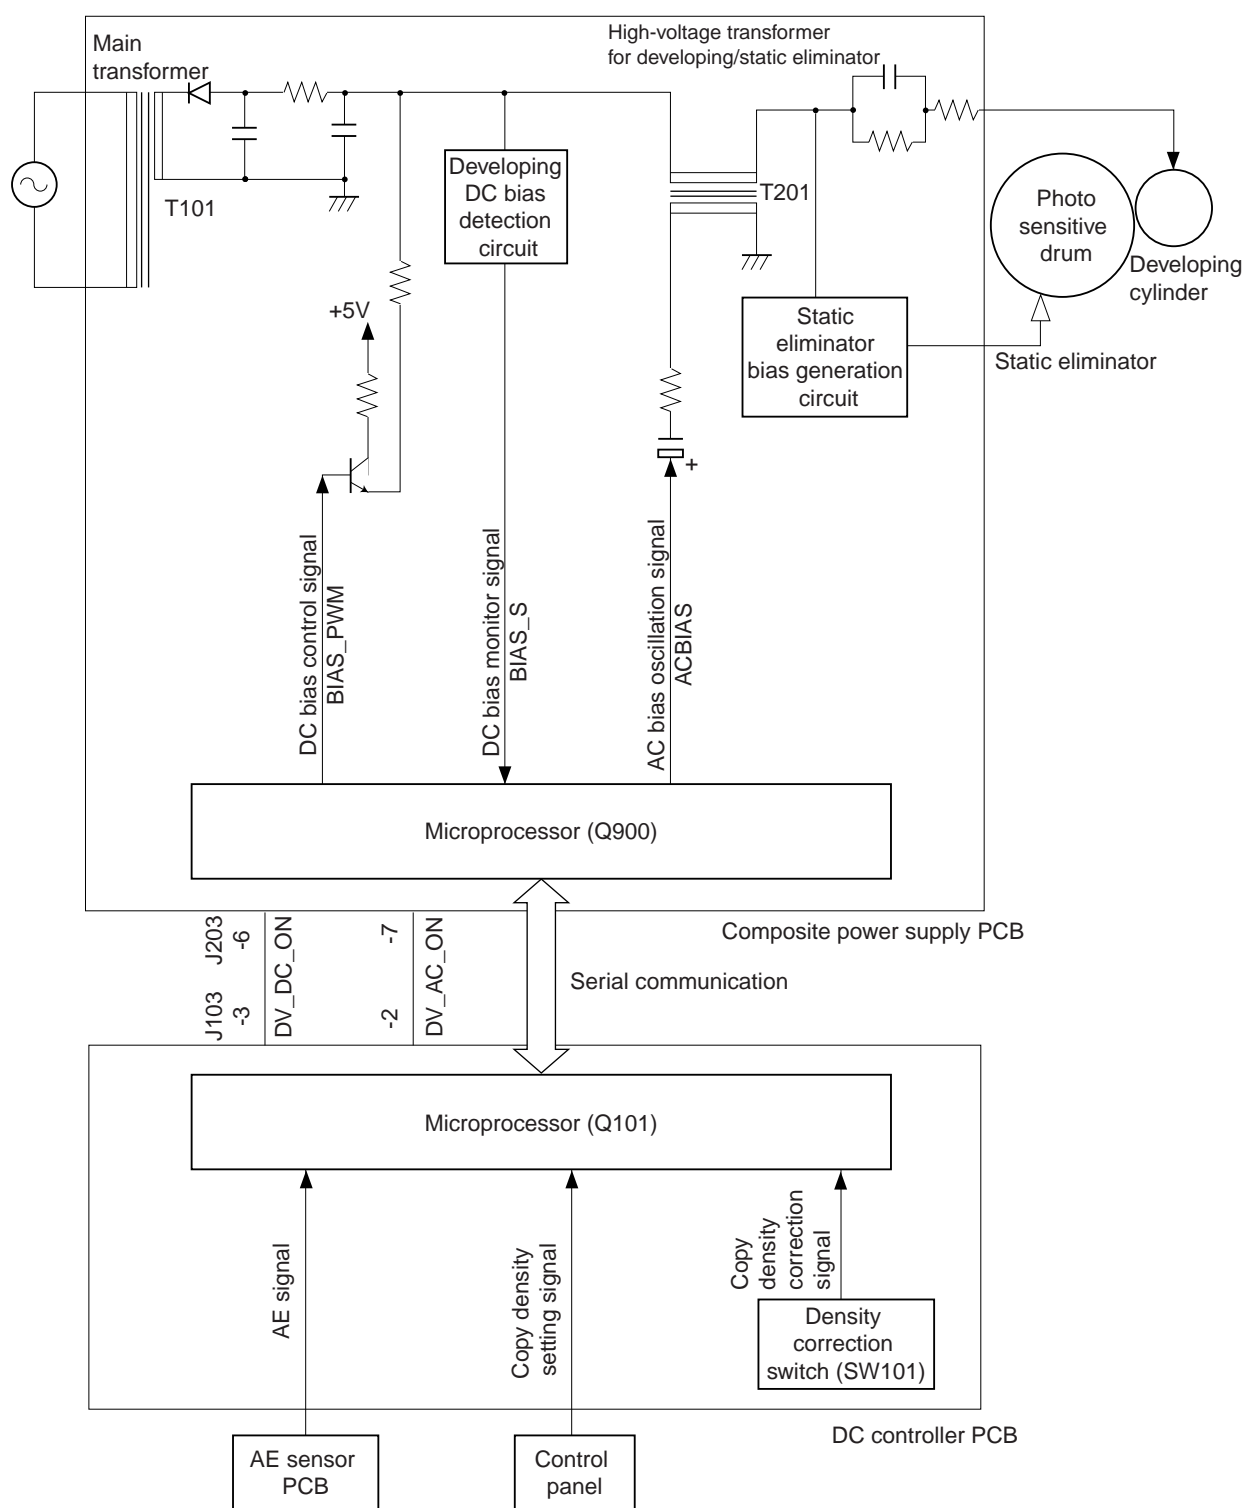 Main
transformer
High-voltage transformer
for developing/static eliminator
T101
Developing
DC bias
detection
circuit
T201
Photo
sensitive
drum
Developing
cylinder
+5V
Static
eliminator
bias generation
circuit
Static eliminator
+
DC bias control signal
BIAS_PWM
DC bias monitor signal
BIAS_S
AC bias oscillation signal
ACBIAS
Microprocessor (Q900)
Composite power supply PCB
J203
-6
-7
J103
-3
-2
DV_DC_ON
DV_AC_ON
Serial communication
Microprocessor (Q101)
AE signal
Copy density
setting signal
Copy
density
correction
signal
Density
correction
switch (SW101)
DC controller PCB
AE sensor
PCB
Control
panel